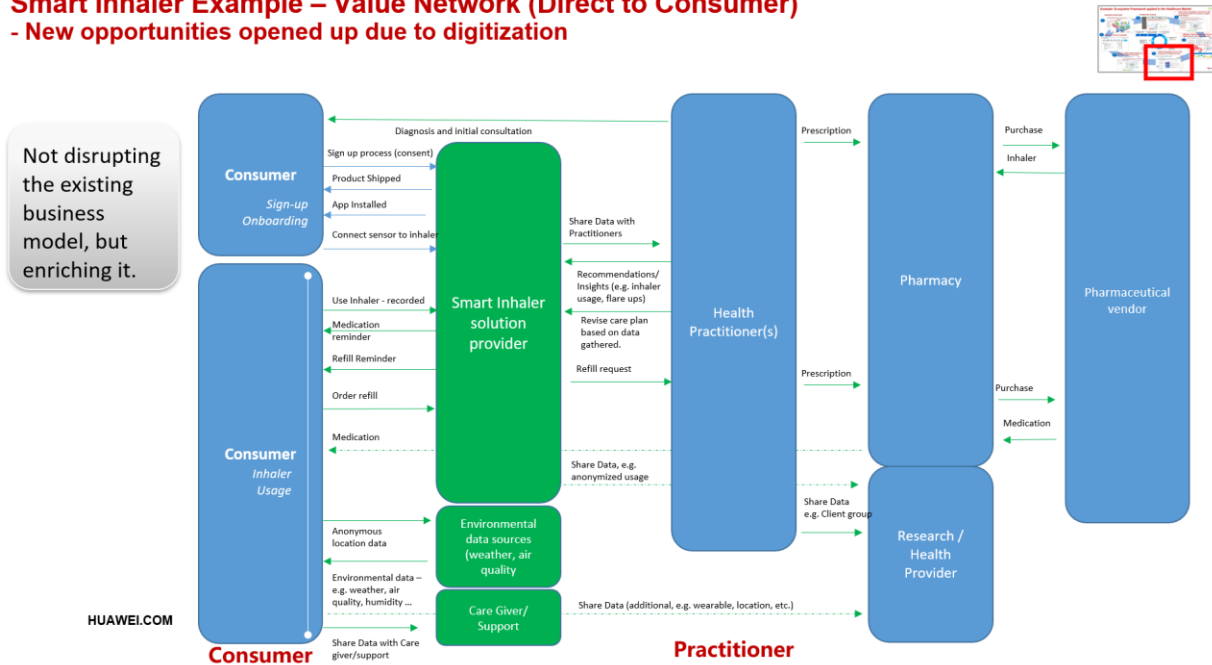 Smart Inhaler Example – Value Network (Direct to Consumer)
- New opportunities opened up due to digitization
Not disrupting
the existing
business
model, but
enriching it.
Consumer
Sign-up
Onboarding
Diagnosis and initial consultation
Sign up process (consent)
Product Shipped
App Installed
Connect sensor to inhaler
Consumer
Inhaler
Usage
Use Inhaler - recorded
Medication
reminder
Refill Reminder
Order refill
Medication
Anonymous
location data
Environmental data –
e.g. weather, air
quality, humidity ...
Share Data with Care
giver/support
Smart Inhaler
solution
provider
Environmental
data sources
(weather, air
quality
Care Giver/
Support
Share Data with
Practitioners
Recommendations/
Insights (e.g. inhaler
usage, flare ups)
Revise care plan
based on data
gathered.
Refill request
Share Data, e.g.
anonymized usage
Share Data (additional, e.g. wearable, location, etc.)
Health
Practitioner(s)
Prescription
Prescription
Share Data
e.g. Client group
Pharmacy
Research /
Health
Provider
Purchase
Inhaler
Purchase
Medication
Pharmaceutical
vendor
HUAWEI.COM
Consumer
Practitioner